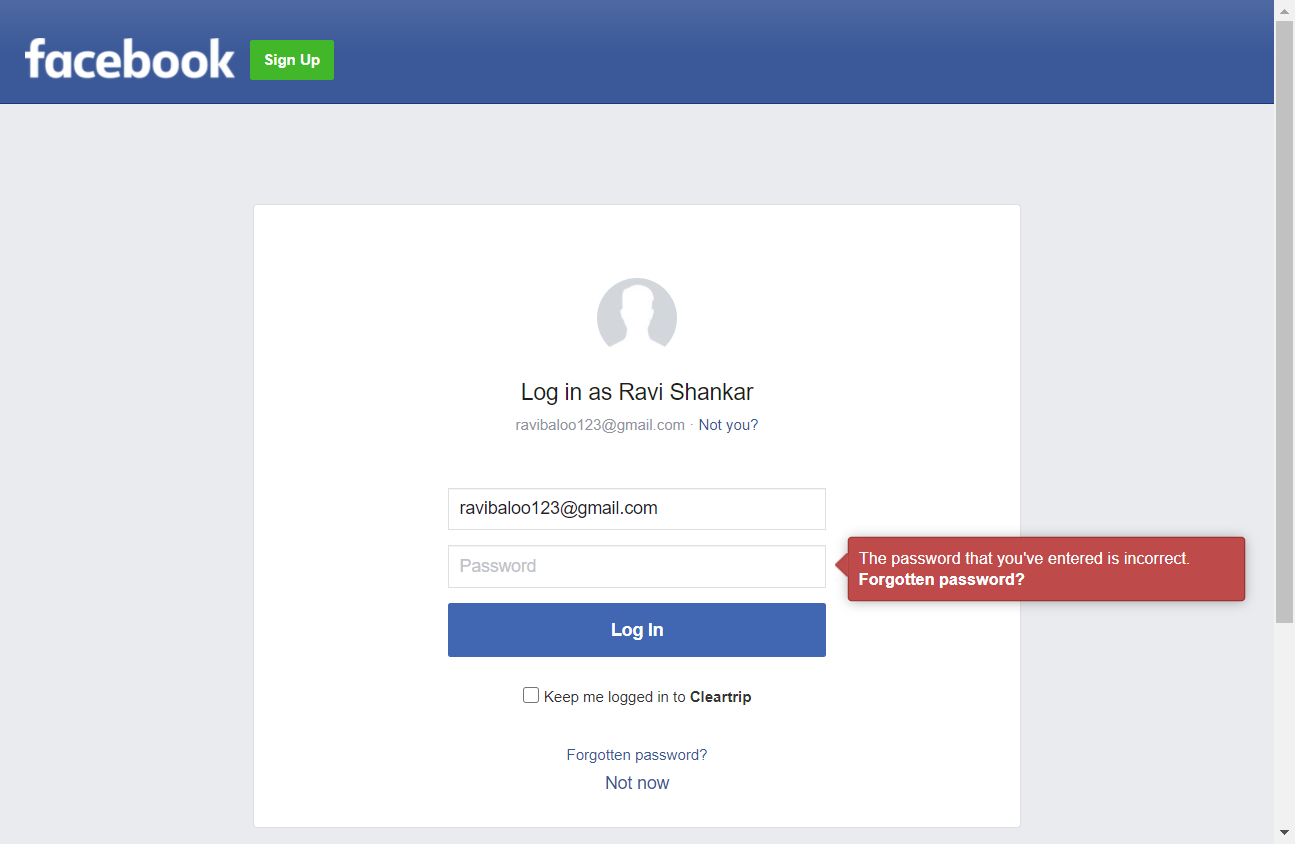 facebook Sign Up
Log in as Ravi Shankar
ravibaloo123@gmail.com · Not you?
ravibaloo123@gmail.com
Password
The password that you've entered is incorrect.
Forgotten password?
Log In
Keep me logged in to Cleartrip
Forgotten password?
Not now